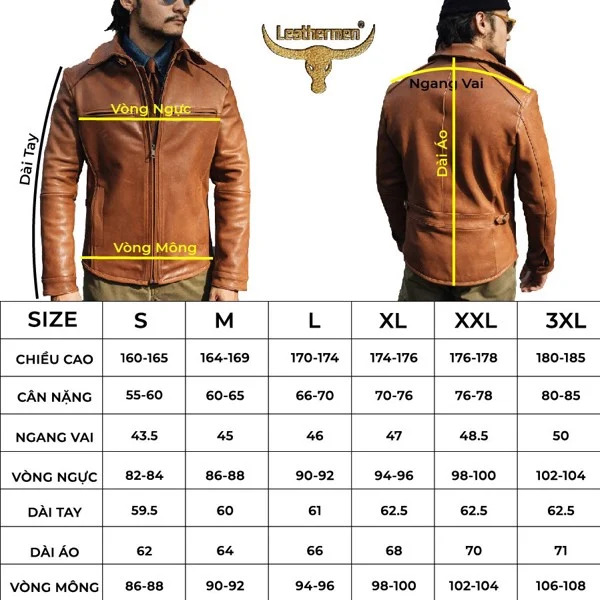 Leathermen®
Vòng Ngực
Dài Tay
Vòng Mông
Ngang Vai
Dài Áo
SIZE S M L XL XXL 3XL
CHIỀU CAO 160-165 164-169 170-174 174-176 176-178 180-185
CÂN NẶNG 55-60 60-65 66-70 70-76 76-78 80-85
NGANG VAI 43.5 45 46 47 48.5 50
VÒNG NGỰC 82-84 86-88 90-92 94-96 98-100 102-104
DÀI TAY 59.5 60 61 62.5 62.5 62.5
DÀI ÁO 62 64 66 68 70 71
VÒNG MÔNG 86-88 90-92 94-96 98-100 102-104 106-108